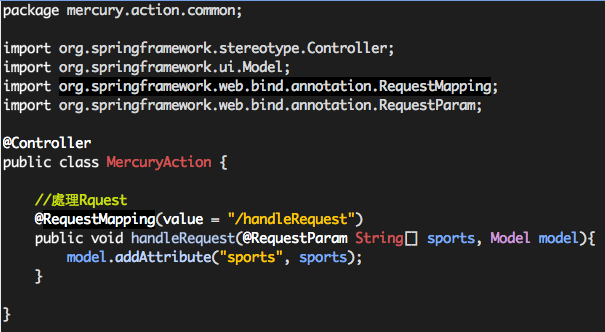 package mercury.action.common;
import org.springframework.stereotype.Controller;
import org.springframework.ui.Model;
import org.springframework.web.bind.annotation.RequestMapping;
import org.springframework.web.bind.annotation.RequestParam;
@Controller
public class MercuryAction {
//處理Rquest
@RequestMapping(value = "/handleRequest")
public void handleRequest(@RequestParam String[] sports, Model model){
model.addAttribute("sports", sports);
}
}